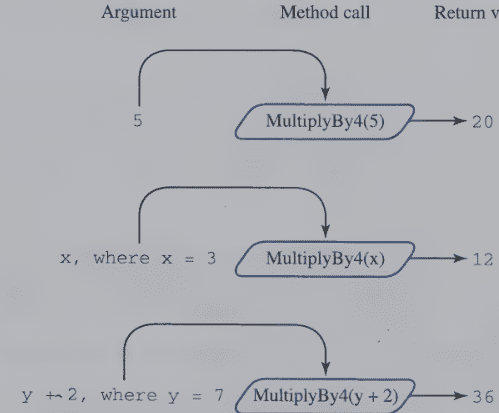 Argument Method call Return v
5 MultiplyBy4(5) 20
x, where x = 3 MultiplyBy4(x) 12
y + 2, where y = 7 MultiplyBy4(y + 2) 36